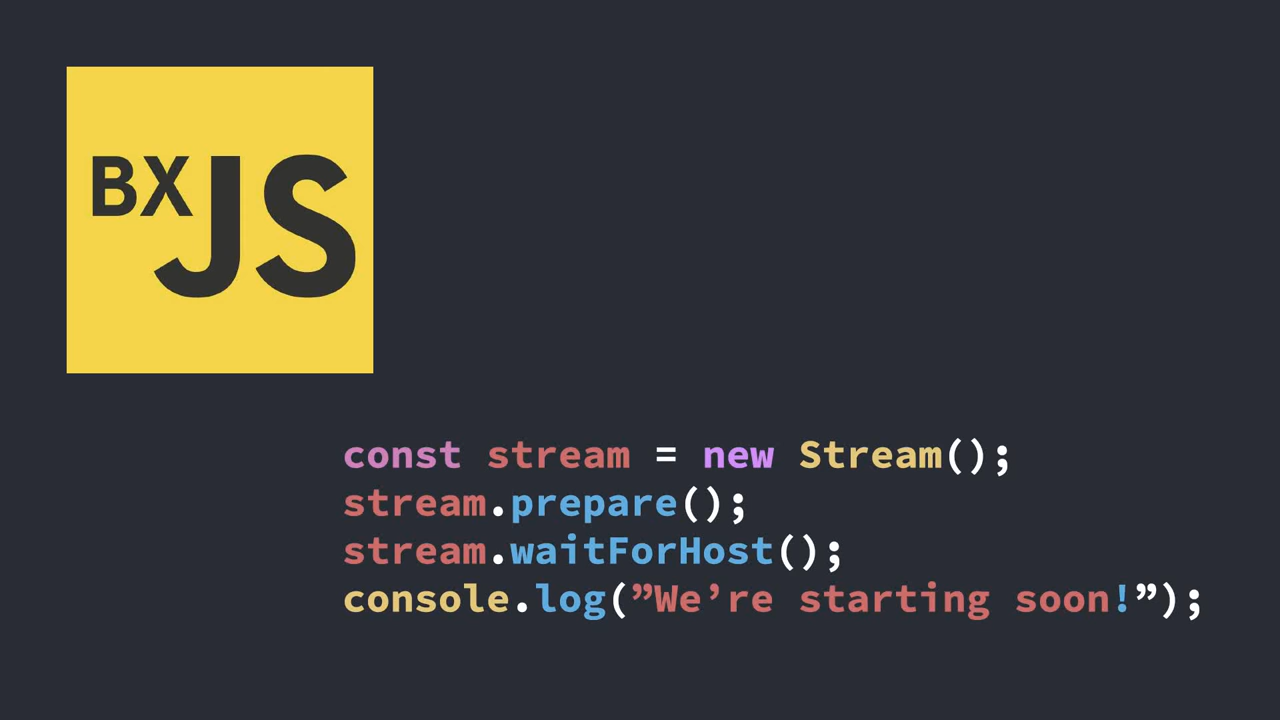 BX
JS
const stream = new Stream();
stream.prepare();
stream.waitForHost();
console.log(”We’re starting soon!”);